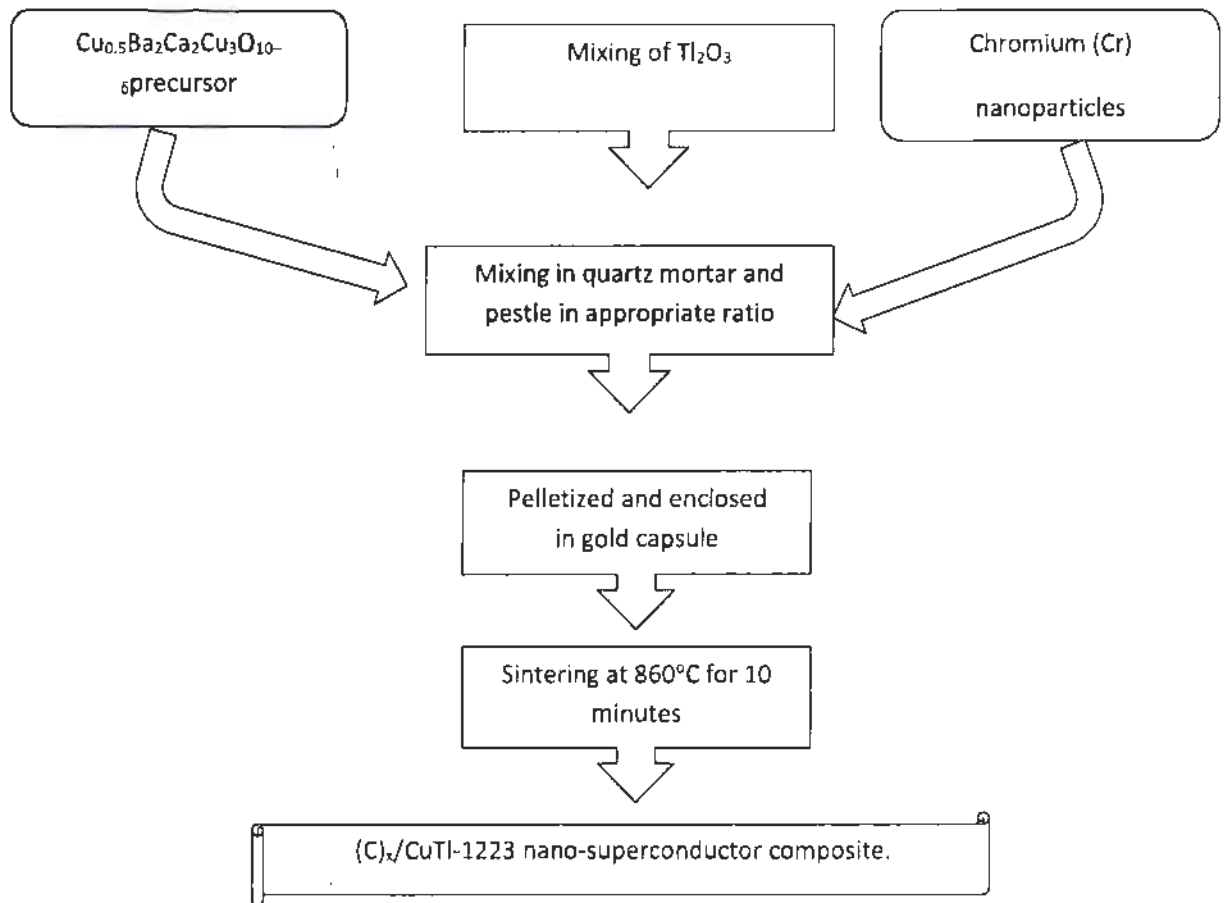 Cu₀.₅Ba₂Ca₂Cu₃O₁₀₋
δprecursor
Mixing of Tl₂O₃
Chromium (Cr)
nanoparticles
Mixing in quartz mortar and
pestle in appropriate ratio
Pelletized and enclosed
in gold capsule
Sintering at 860°C for 10
minutes
(C)ₓ/CuTl-1223 nano-superconductor composite.